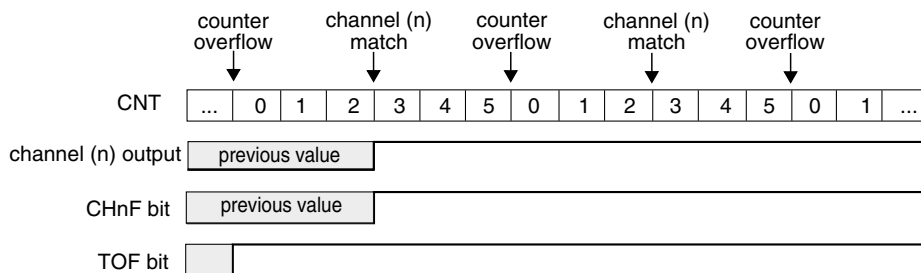 counter overflow
channel (n) match
counter overflow
channel (n) match
counter overflow
CNT ... 0 1 2 3 4 5 0 1 2 3 4 5 0 1 ...
channel (n) output previous value
CHnF bit previous value
TOF bit